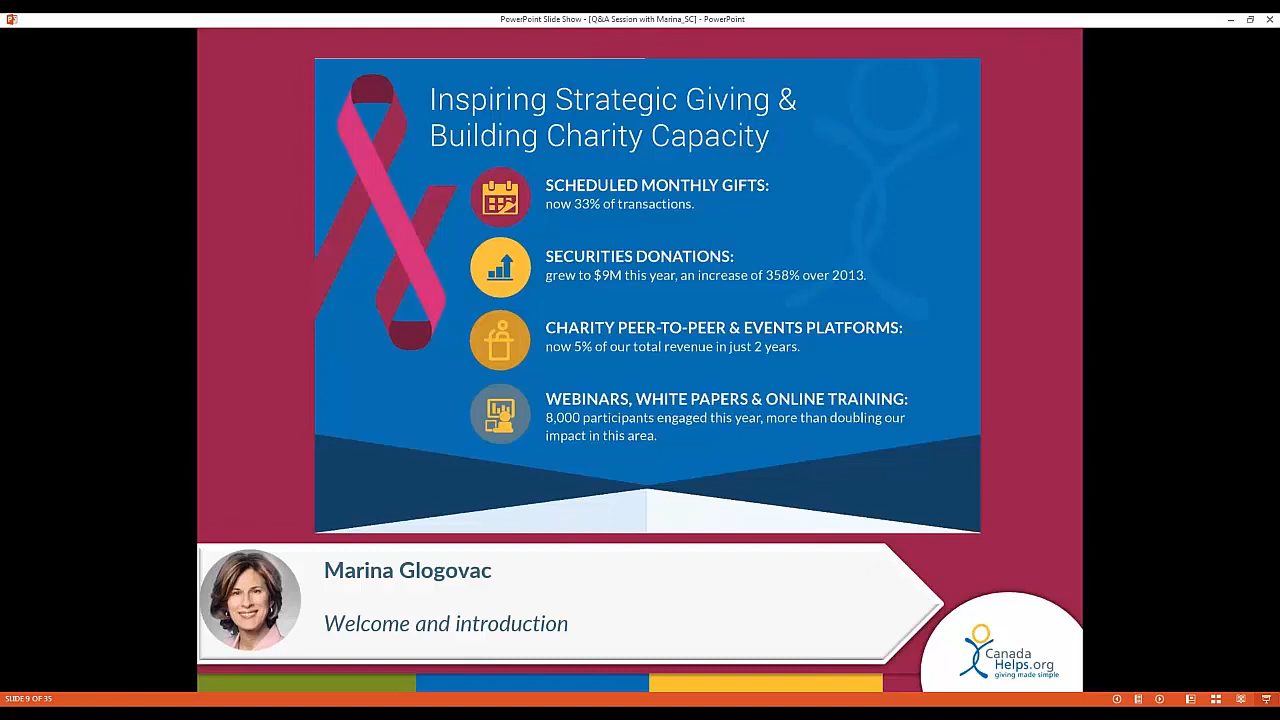 PowerPoint Slide Show - [Q&A Session with Marina_SC] - PowerPoint
Inspiring Strategic Giving &
Building Charity Capacity
SCHEDULED MONTHLY GIFTS:
now 33% of transactions.
SECURITIES DONATIONS:
grew to $9M this year, an increase of 358% over 2013.
CHARITY PEER-TO-PEER & EVENTS PLATFORMS:
now 5% of our total revenue in just 2 years.
WEBINARS, WHITE PAPERS & ONLINE TRAINING:
8,000 participants engaged this year, more than doubling our
impact in this area.
Marina Glogovac
Welcome and introduction
Canada
Helps.org
giving made simple
SLIDE 9 OF 35